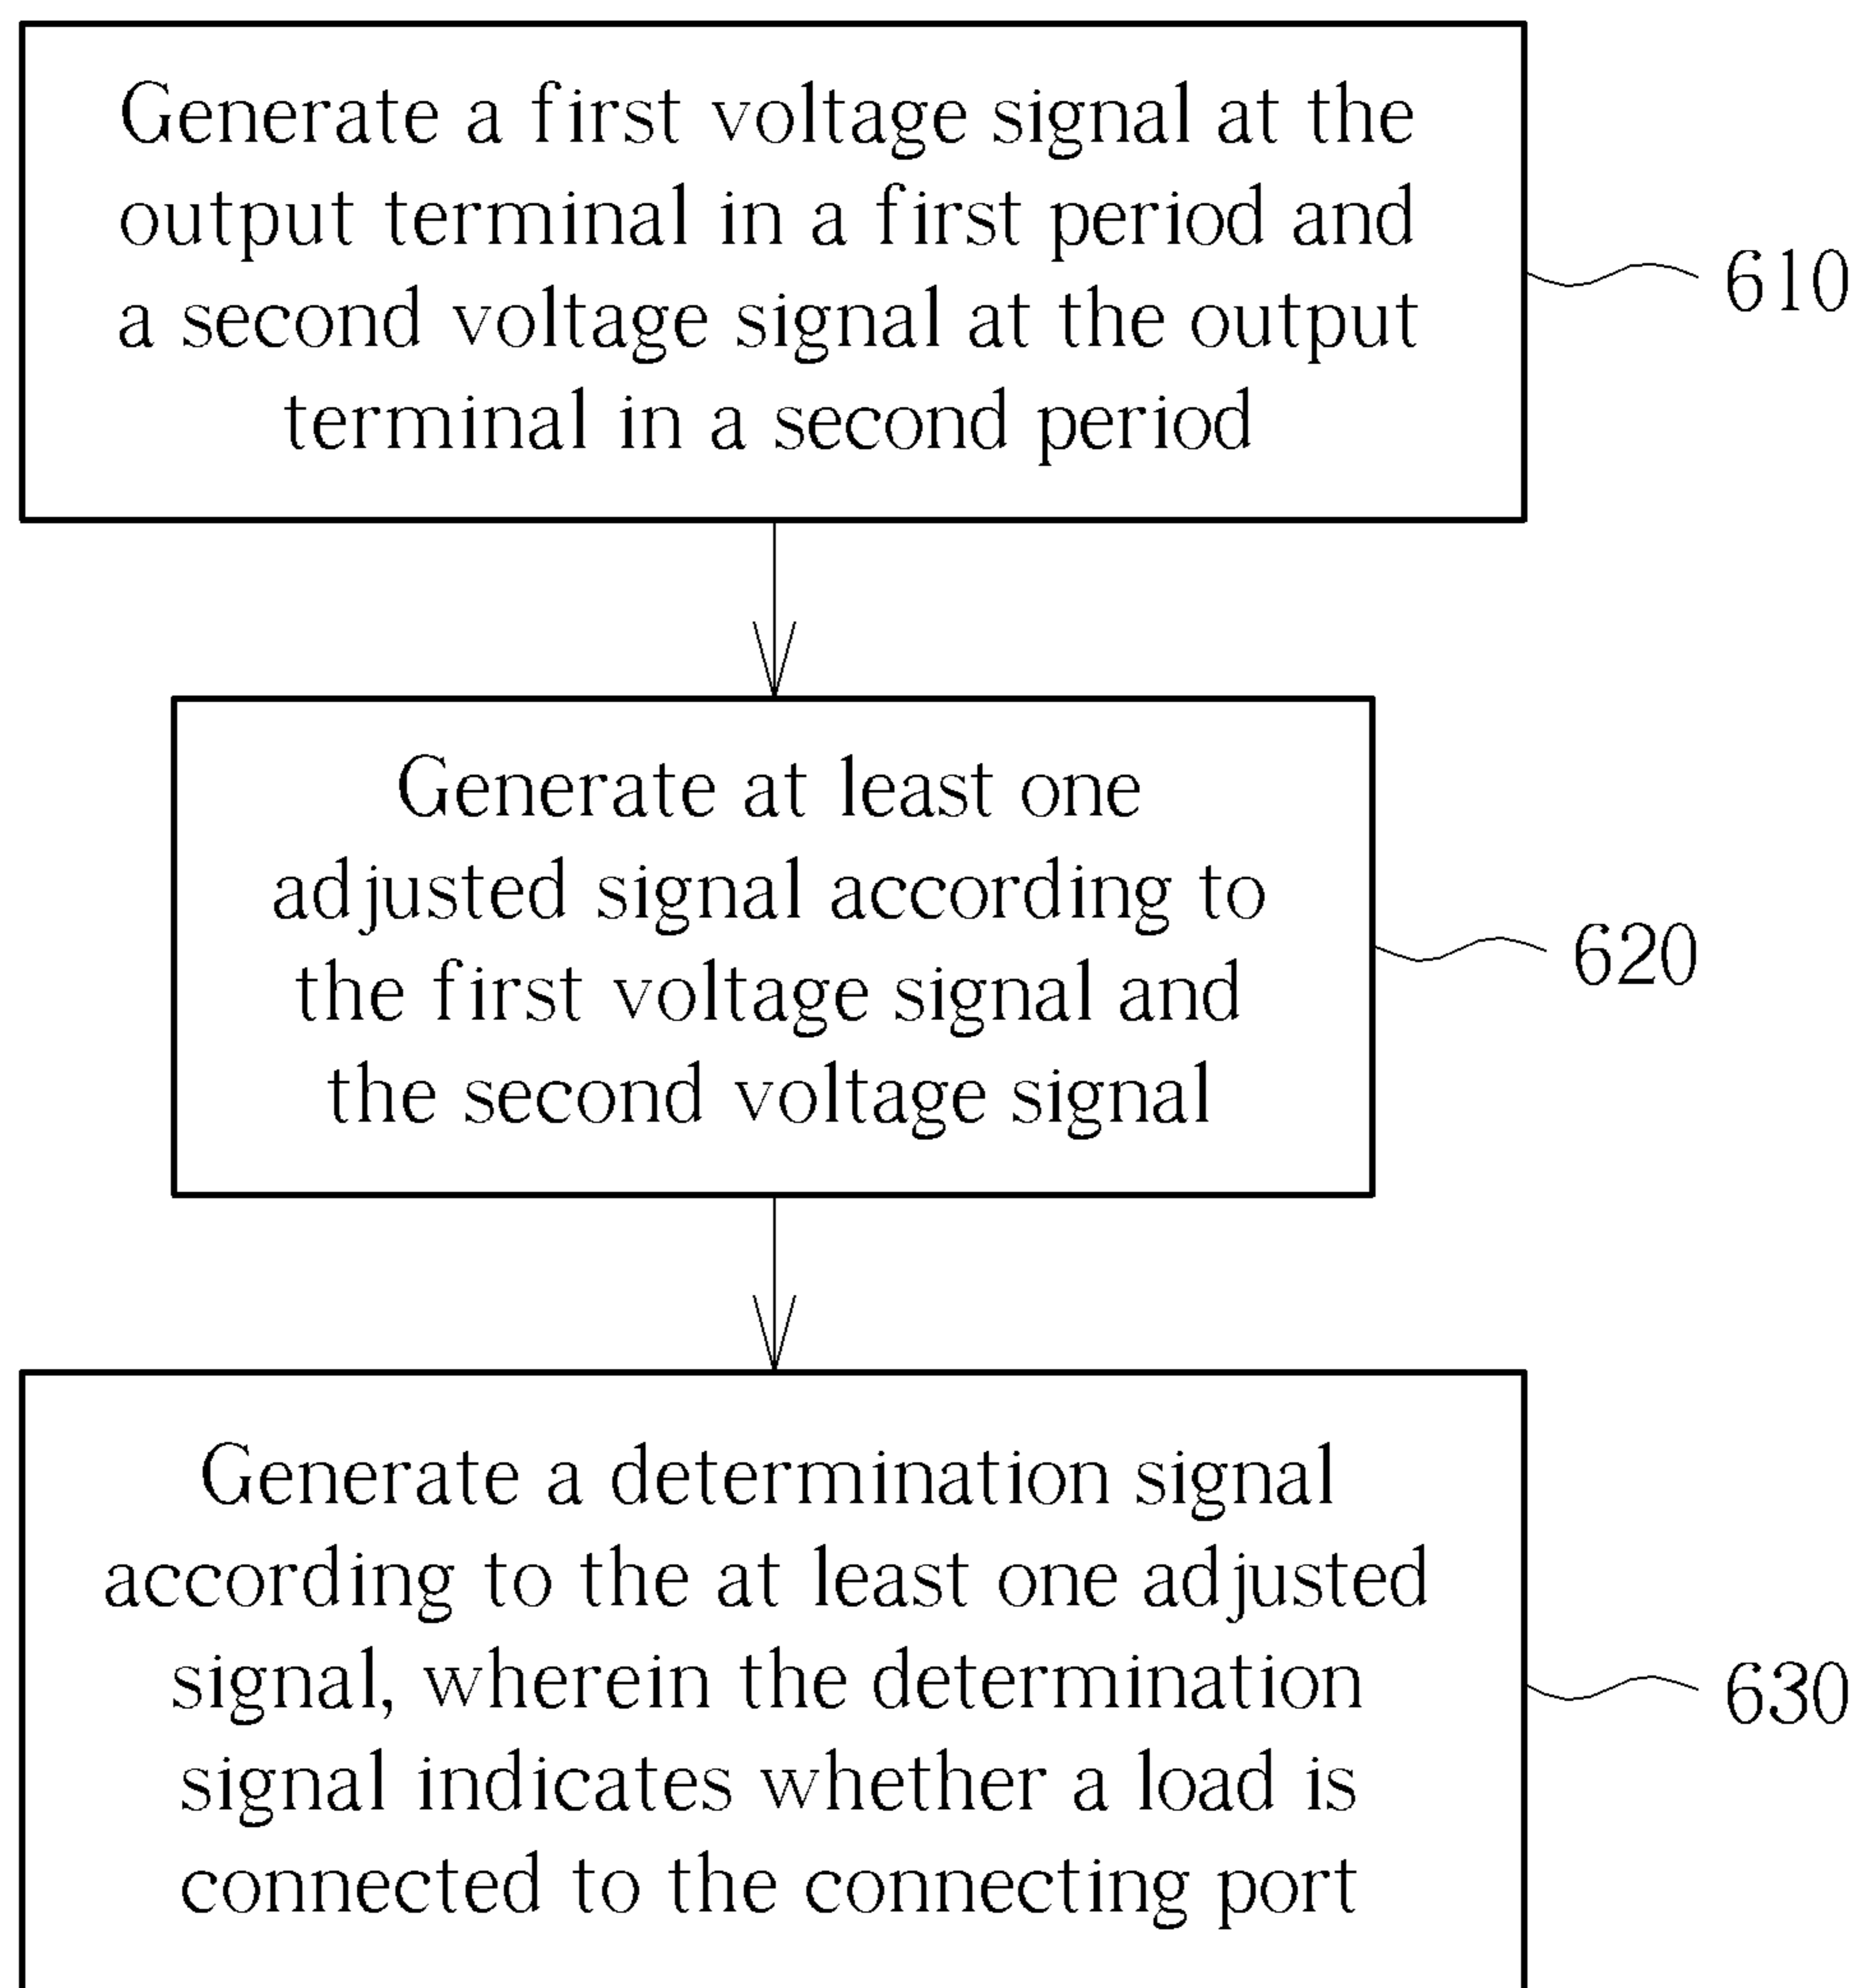 Generate a first voltage signal at the
output terminal in a first period and
a second voltage signal at the output
terminal in a second period
610
Generate at least one
adjusted signal according to
the first voltage signal and
the second voltage signal
620
Generate a determination signal
according to the at least one adjusted
signal, wherein the determination
signal indicates whether a load is
connected to the connecting port
630